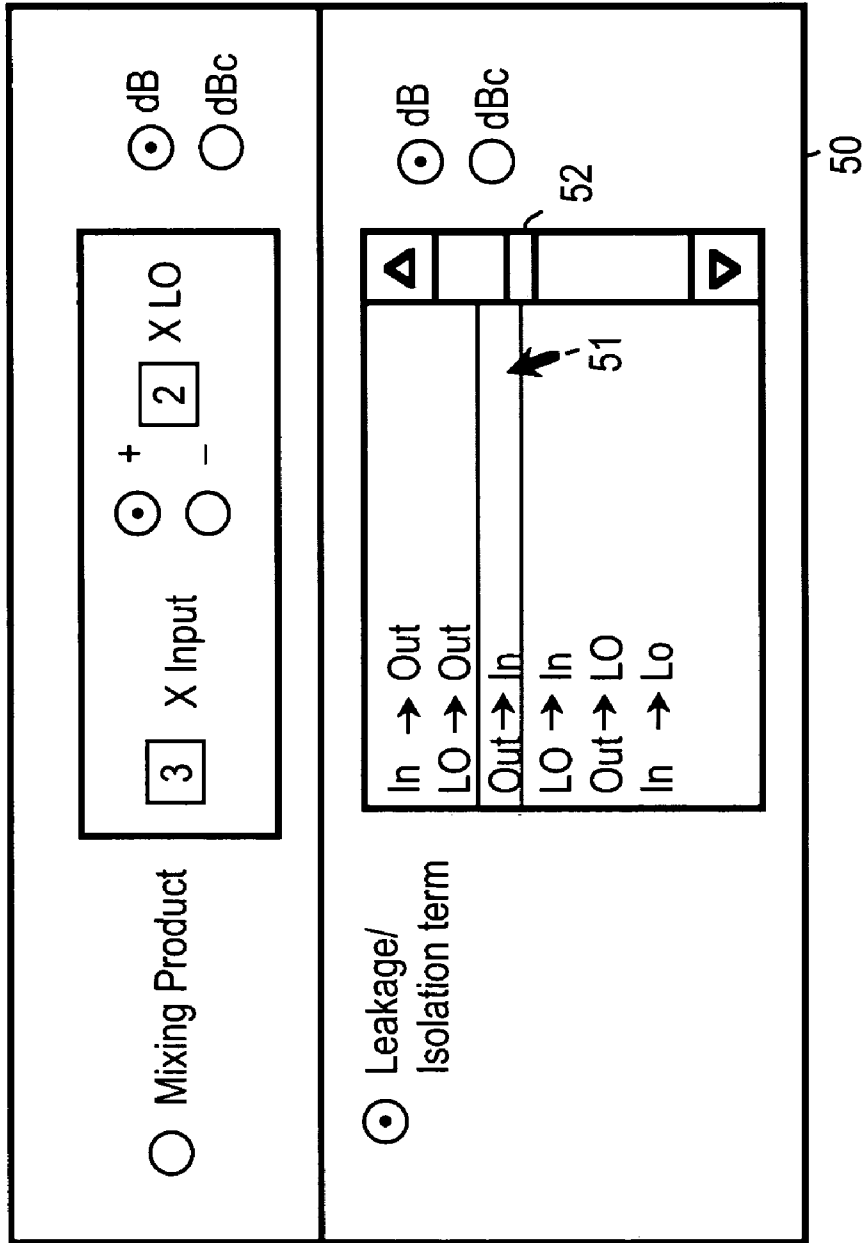 Mixing Product
3 X Input
+
–
2 X LO
dB
dBc
Leakage/
Isolation term
In → Out
LO → Out
Out → In
LO → In
Out → LO
In → Lo
51
52
dB
dBc
50